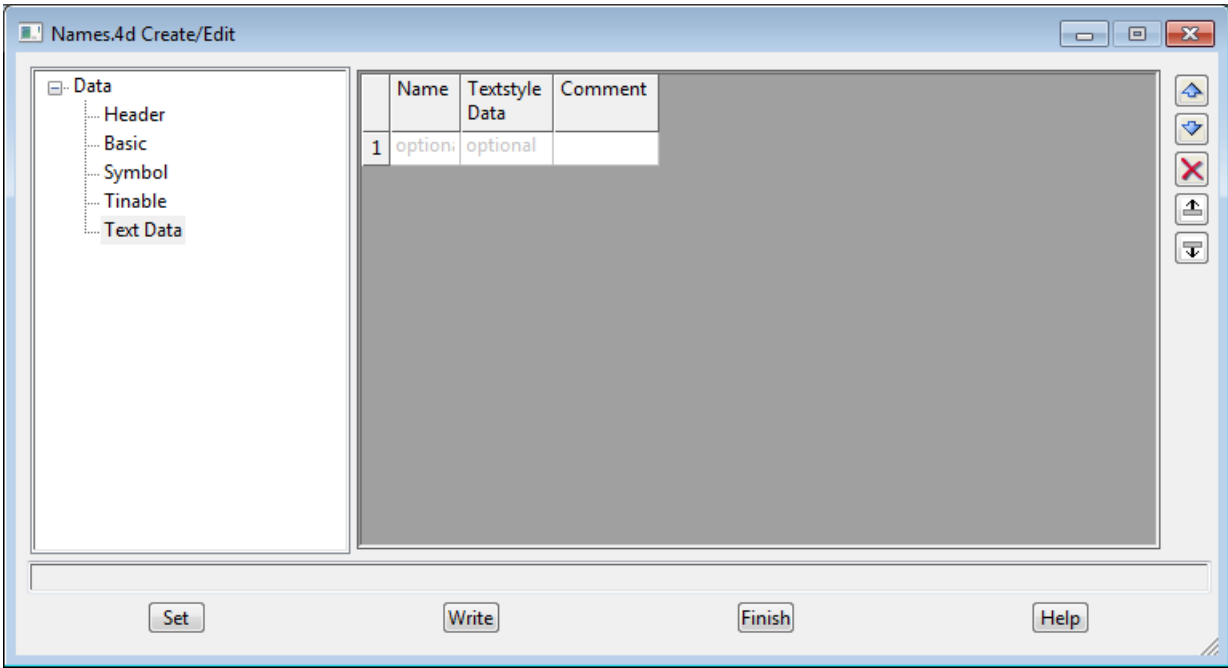 Names.4d Create/Edit
Data
Header
Basic
Symbol
Tinable
Text Data
Name Textstyle Data Comment
1 optiona optional
Set Write Finish Help